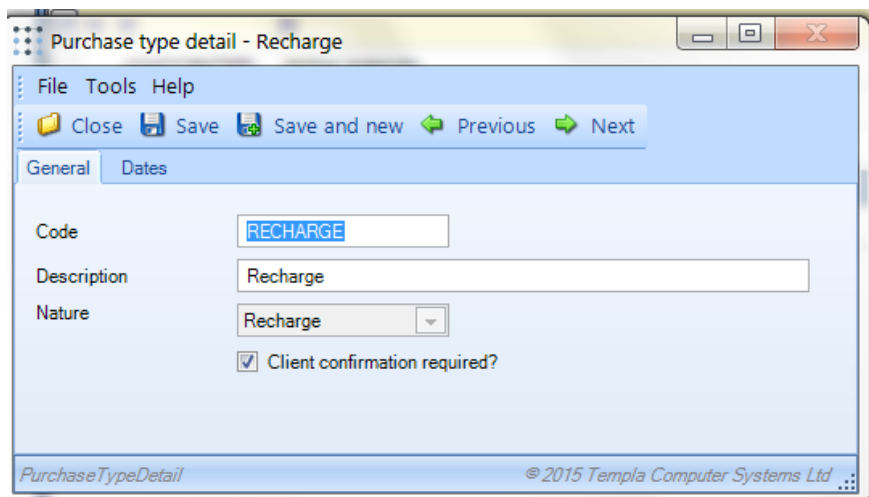 Purchase type detail - Recharge
File Tools Help
Close Save Save and new Previous Next
General Dates
Code RECHARGE
Description Recharge
Nature Recharge
Client confirmation required?
PurchaseTypeDetail © 2015 Templa Computer Systems Ltd